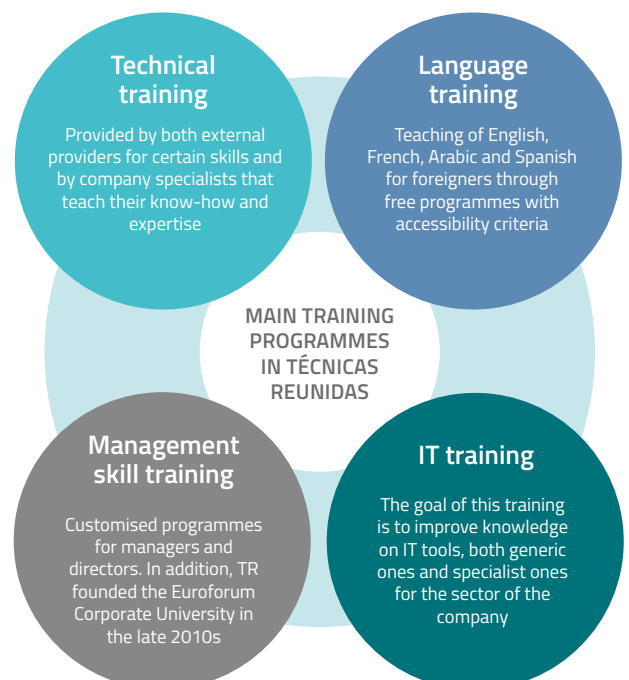 Technical
training
Provided by both external
providers for certain skills and
by company specialists that
teach their know-how and
expertise
Language
training
Teaching of English,
French, Arabic and Spanish
for foreigners through
free programmes with
accessibility criteria
MAIN TRAINING
PROGRAMMES
IN TÉCNICAS
REUNIDAS
Management
skill training
Customised programmes
for managers and
directors. In addition, TR
founded the Euroforum
Corporate University in
the late 2010s
IT training
The goal of this training
is to improve knowledge
on IT tools, both generic
ones and specialist ones
for the sector of the
company